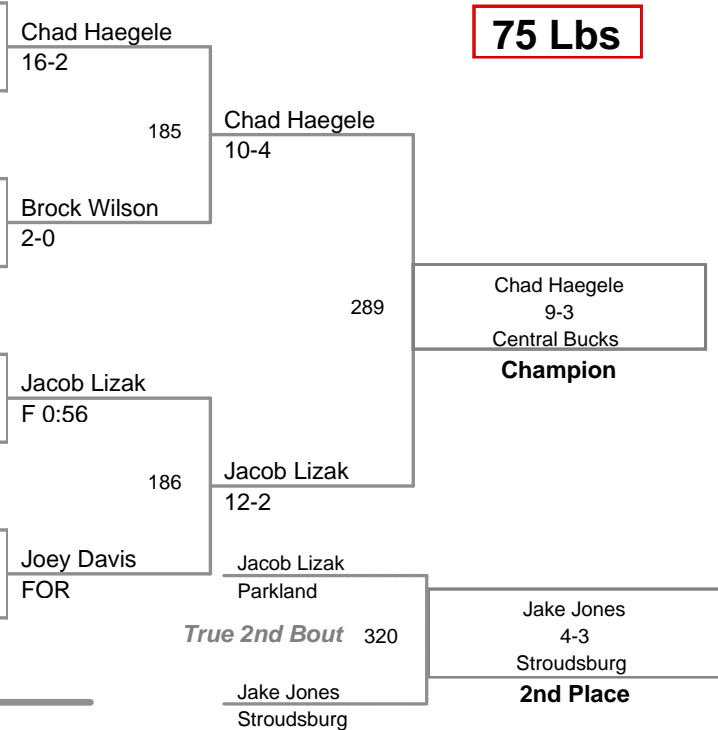 75 Lbs
Chad Haegele
16-2
185
Chad Haegele
10-4
Brock Wilson
2-0
289
Chad Haegele
9-3
Central Bucks
Champion
Jacob Lizak
F 0:56
186
Jacob Lizak
12-2
Joey Davis
FOR
Jacob Lizak
Parkland
True 2nd Bout 320
Jake Jones
4-3
Stroudsburg
2nd Place
Jake Jones
Stroudsburg